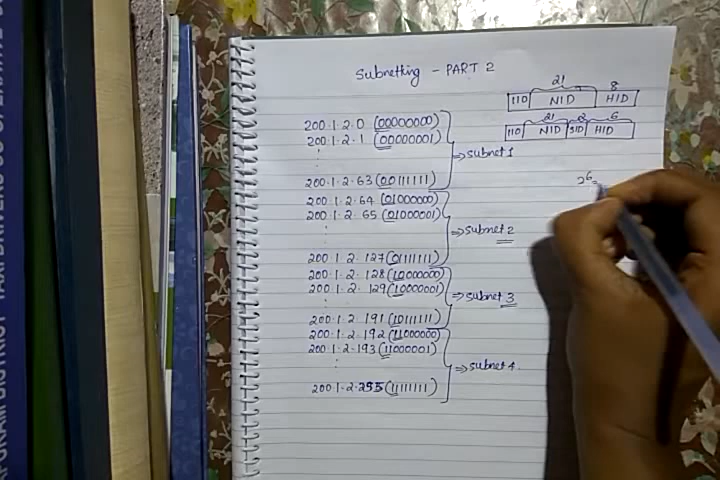 Subnetting - PART 2
21 8
110 NID HID
21 2 6
110 NID SID HID
200.1.2.0 (00000000)
200.1.2.1 (00000001)
⇒ subnet 1
200.1.2.63 (00111111)
200.1.2.64 (01000000)
200.1.2.65 (01000001)
⇒ subnet 2
200.1.2.127 (01111111)
200.1.2.128 (10000000)
200.1.2.129 (10000001)
⇒ subnet 3
200.1.2.191 (10111111)
200.1.2.192 (11000000)
200.1.2.193 (11000001)
⇒ subnet 4.
200.1.2.255 (11111111)
2^6 =